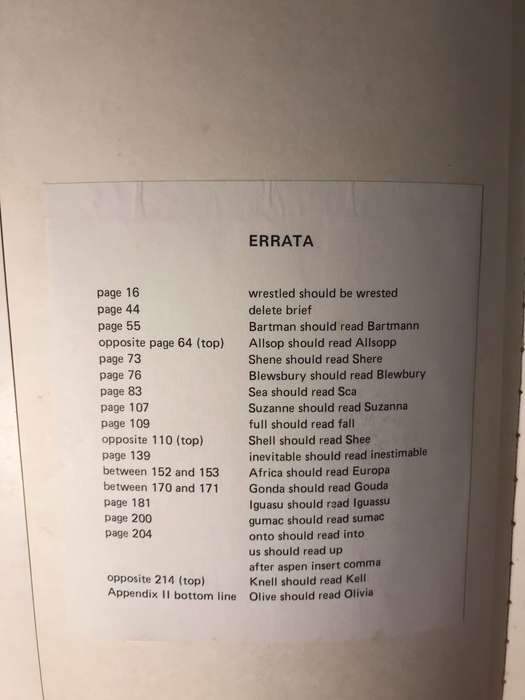 ERRATA
page 16 wrestled should be wrested
page 44 delete brief
page 55 Bartman should read Bartmann
opposite page 64 (top) Allsop should read Allsopp
page 73 Shene should read Shere
page 76 Blewsbury should read Blewbury
page 83 Sea should read Sca
page 107 Suzanne should read Suzanna
page 109 full should read fall
opposite 110 (top) Shell should read Shee
page 139 inevitable should read inestimable
between 152 and 153 Africa should read Europa
between 170 and 171 Gonda should read Gouda
page 181 Iguasu should read Iguassu
page 200 gumac should read sumac
page 204 onto should read into
us should read up
after aspen insert comma
opposite 214 (top) Knell should read Kell
Appendix II bottom line Olive should read Olivia